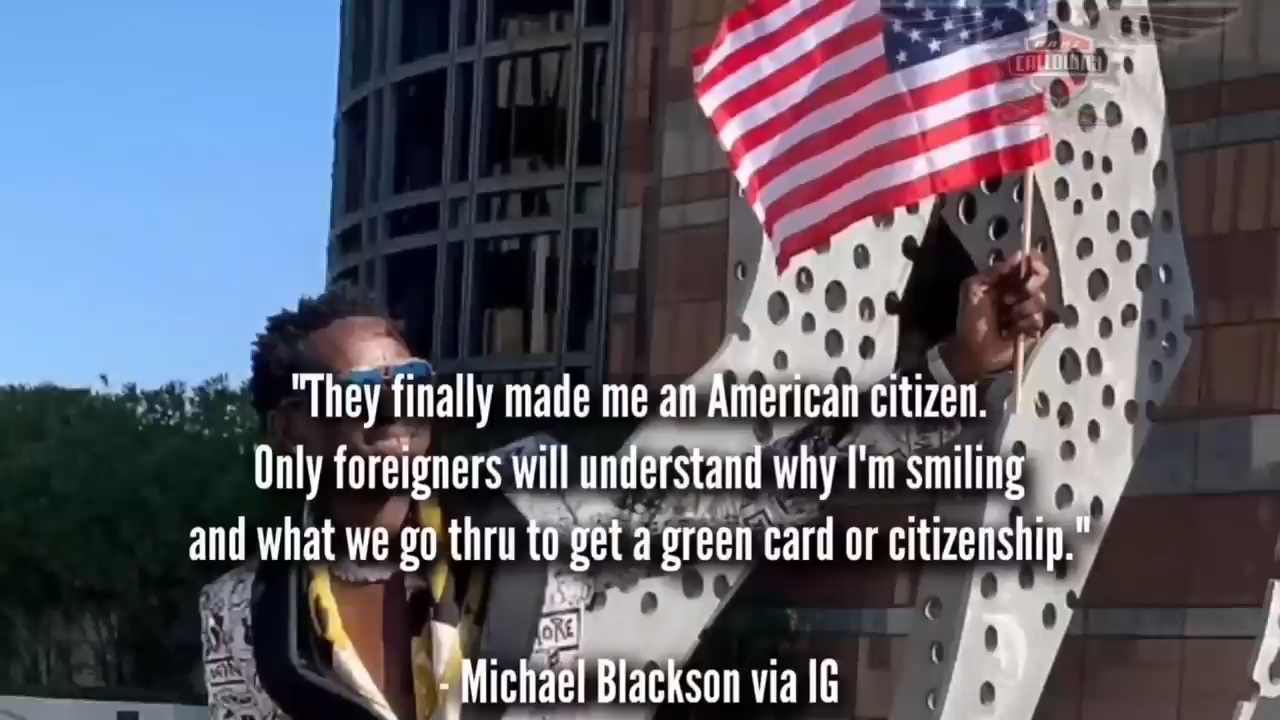 "They finally made me an American citizen.
Only foreigners will understand why I'm smiling
and what we go thru to get a green card or citizenship."
- Michael Blackson via IG
ORE